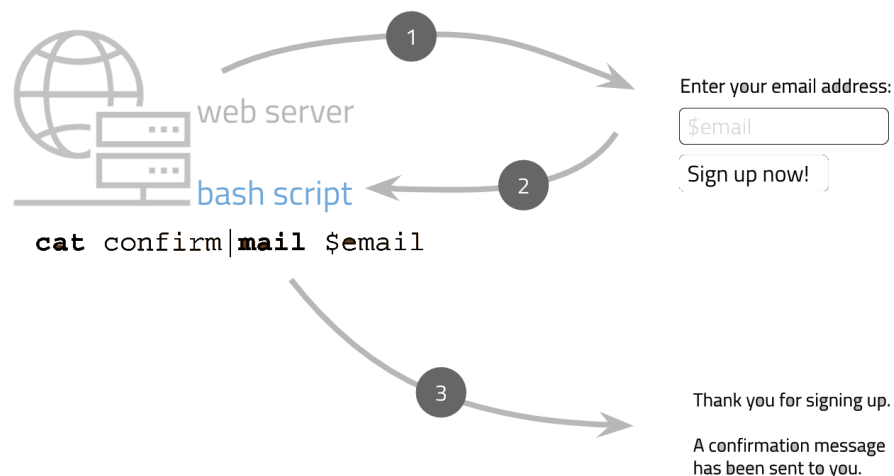 1
Enter your email address:
web server
$email
Sign up now!
2
bash script
cat confirm|mail $email
3
Thank you for signing up.
A confirmation message
has been sent to you.